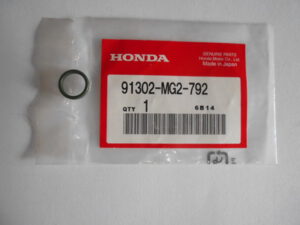 HONDA
GENUINE PARTS
Honda Motor Co., Ltd.
Made in Japan
91302-MG2-792
QTY 1 6814